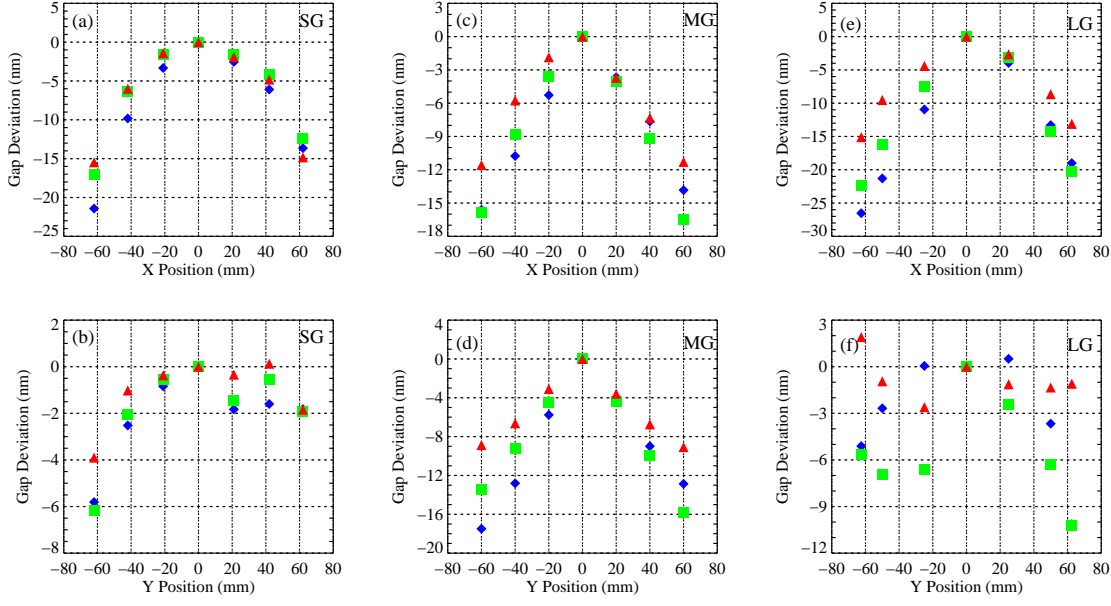 (a) SG
5
0
−5
−10
−15
−20
−25
Gap Deviation (nm)
−80 −60 −40 −20 0 20 40 60 80
X Position (mm)
(c) MG
3
0
−3
−6
−9
−12
−15
−18
Gap Deviation (nm)
−80 −60 −40 −20 0 20 40 60 80
X Position (mm)
(e) LG
5
0
−5
−10
−15
−20
−25
−30
Gap Deviation (nm)
−80 −60 −40 −20 0 20 40 60 80
X Position (mm)
(b) SG
2
0
−2
−4
−6
−8
Gap Deviation (nm)
−80 −60 −40 −20 0 20 40 60 80
Y Position (mm)
(d) MG
4
0
−4
−8
−12
−16
−20
Gap Deviation (nm)
−80 −60 −40 −20 0 20 40 60 80
Y Position (mm)
(f) LG
3
0
−3
−6
−9
−12
Gap Deviation (nm)
−80 −60 −40 −20 0 20 40 60 80
Y Position (mm)